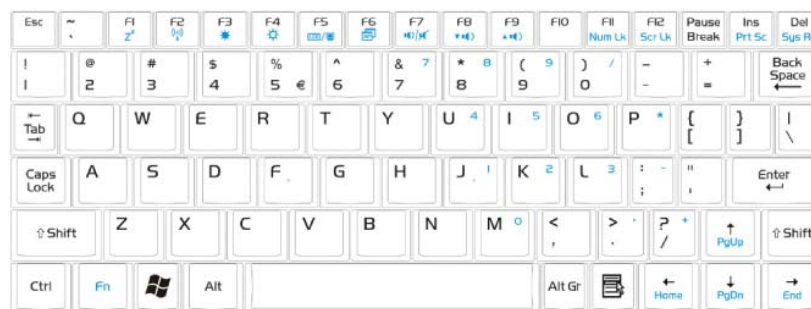 Esc ~ F1 F2 F3 F4 F5 F6 F7 F8 F9 F10 F11 F12 Pause Ins Del
` Zz Num Lk Scr Lk Break Prt Sc Sys R
! @ # $ % ^ & 7 * 8 ( 9 ) / _ + Back
1 2 3 4 5 € 6 7 8 9 0 - = Space
Tab Q W E R T Y U 4 I 5 O 6 P * { } |
[ ] \
Caps A S D F G H J 1 K 2 L 3 : - " Enter
Lock ; '
⇧ Shift Z X C V B N M 0 < > . ? + ↑ ⇧ Shift
, . / PgUp
Ctrl Fn Alt Alt Gr ← ↓ →
Home PgDn End